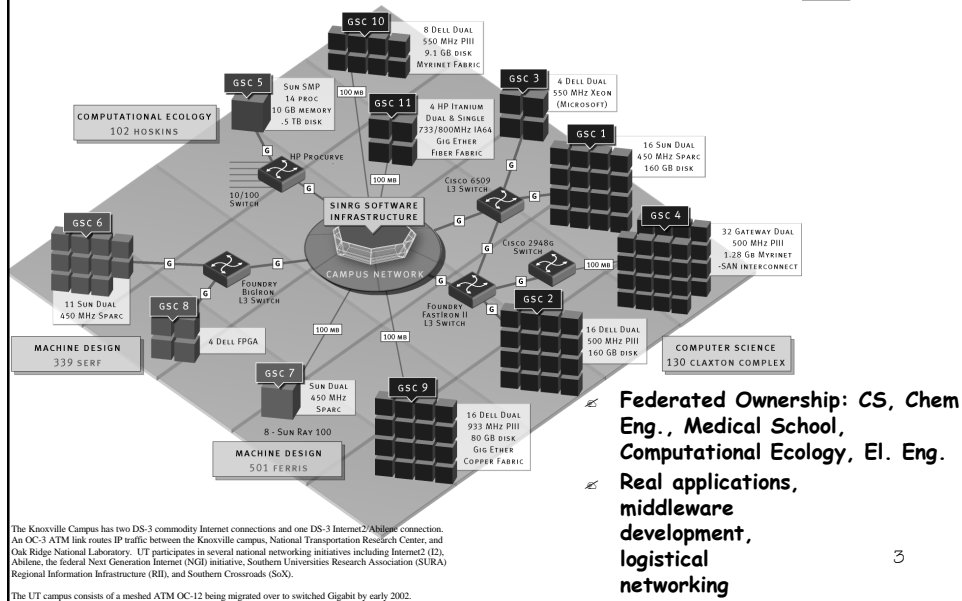 GSC 10
8 Dell Dual
550 MHz PIII
9.1 GB disk
Myrinet Fabric
GSC 5
Sun SMP
14 proc
10 GB memory
.5 TB disk
100 MB
GSC 11
4 HP Itanium
Dual & Single
733/800MHz IA64
Gig Ether
Fiber Fabric
GSC 3
4 Dell Dual
550 MHz Xeon
(Microsoft)
Computational Ecology
102 Hoskins
GSC 1
16 Sun Dual
450 MHz Sparc
160 GB disk
G
HP Procurve
G
10/100
Switch
100 MB
Cisco 6509
L3 Switch
G
G
G
SInRG Software
Infrastructure
Campus Network
GSC 6
11 Sun Dual
450 MHz Sparc
G
Foundry
BigIron
L3 Switch
G
G
GSC 8
4 Dell FPGA
Cisco 2948G
Switch
G
100 MB
GSC 4
32 Gateway Dual
500 MHz PIII
1.28 Gb Myrinet
-SAN interconnect
G
Foundry
FastIron II
L3 Switch
G
GSC 2
16 Dell Dual
500 MHz PIII
160 GB disk
Machine Design
339 SERF
100 MB
100 MB
Computer Science
130 Claxton Complex
GSC 7
Sun Dual
450 MHz
Sparc
8 - Sun Ray 100
Machine Design
501 Ferris
GSC 9
16 Dell Dual
933 MHz PIII
80 GB disk
Gig Ether
Copper Fabric
Federated Ownership: CS, Chem
Eng., Medical School,
Computational Ecology, El. Eng.
Real applications,
middleware
development,
logistical
networking
3
The Knoxville Campus has two DS-3 commodity Internet connections and one DS-3 Internet2/Abilene connection.
An OC-3 ATM link routes IP traffic between the Knoxville campus, National Transportation Research Center, and
Oak Ridge National Laboratory. UT participates in several national networking initiatives including Internet2 (I2),
Abilene, the federal Next Generation Internet (NGI) initiative, Southern Universities Research Association (SURA)
Regional Information Infrastructure (RII), and Southern Crossroads (SoX).
The UT campus consists of a meshed ATM OC-12 being migrated over to switched Gigabit by early 2002.